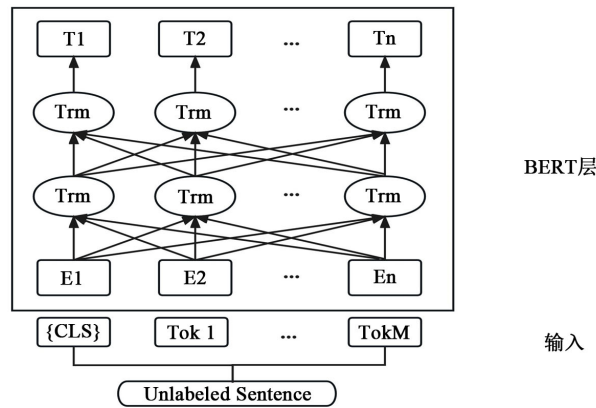 T1 T2 ... Tn
Trm Trm ... Trm
BERT层
Trm Trm ... Trm
E1 E2 ... En
{CLS} Tok 1 ... TokM
输入
Unlabeled Sentence